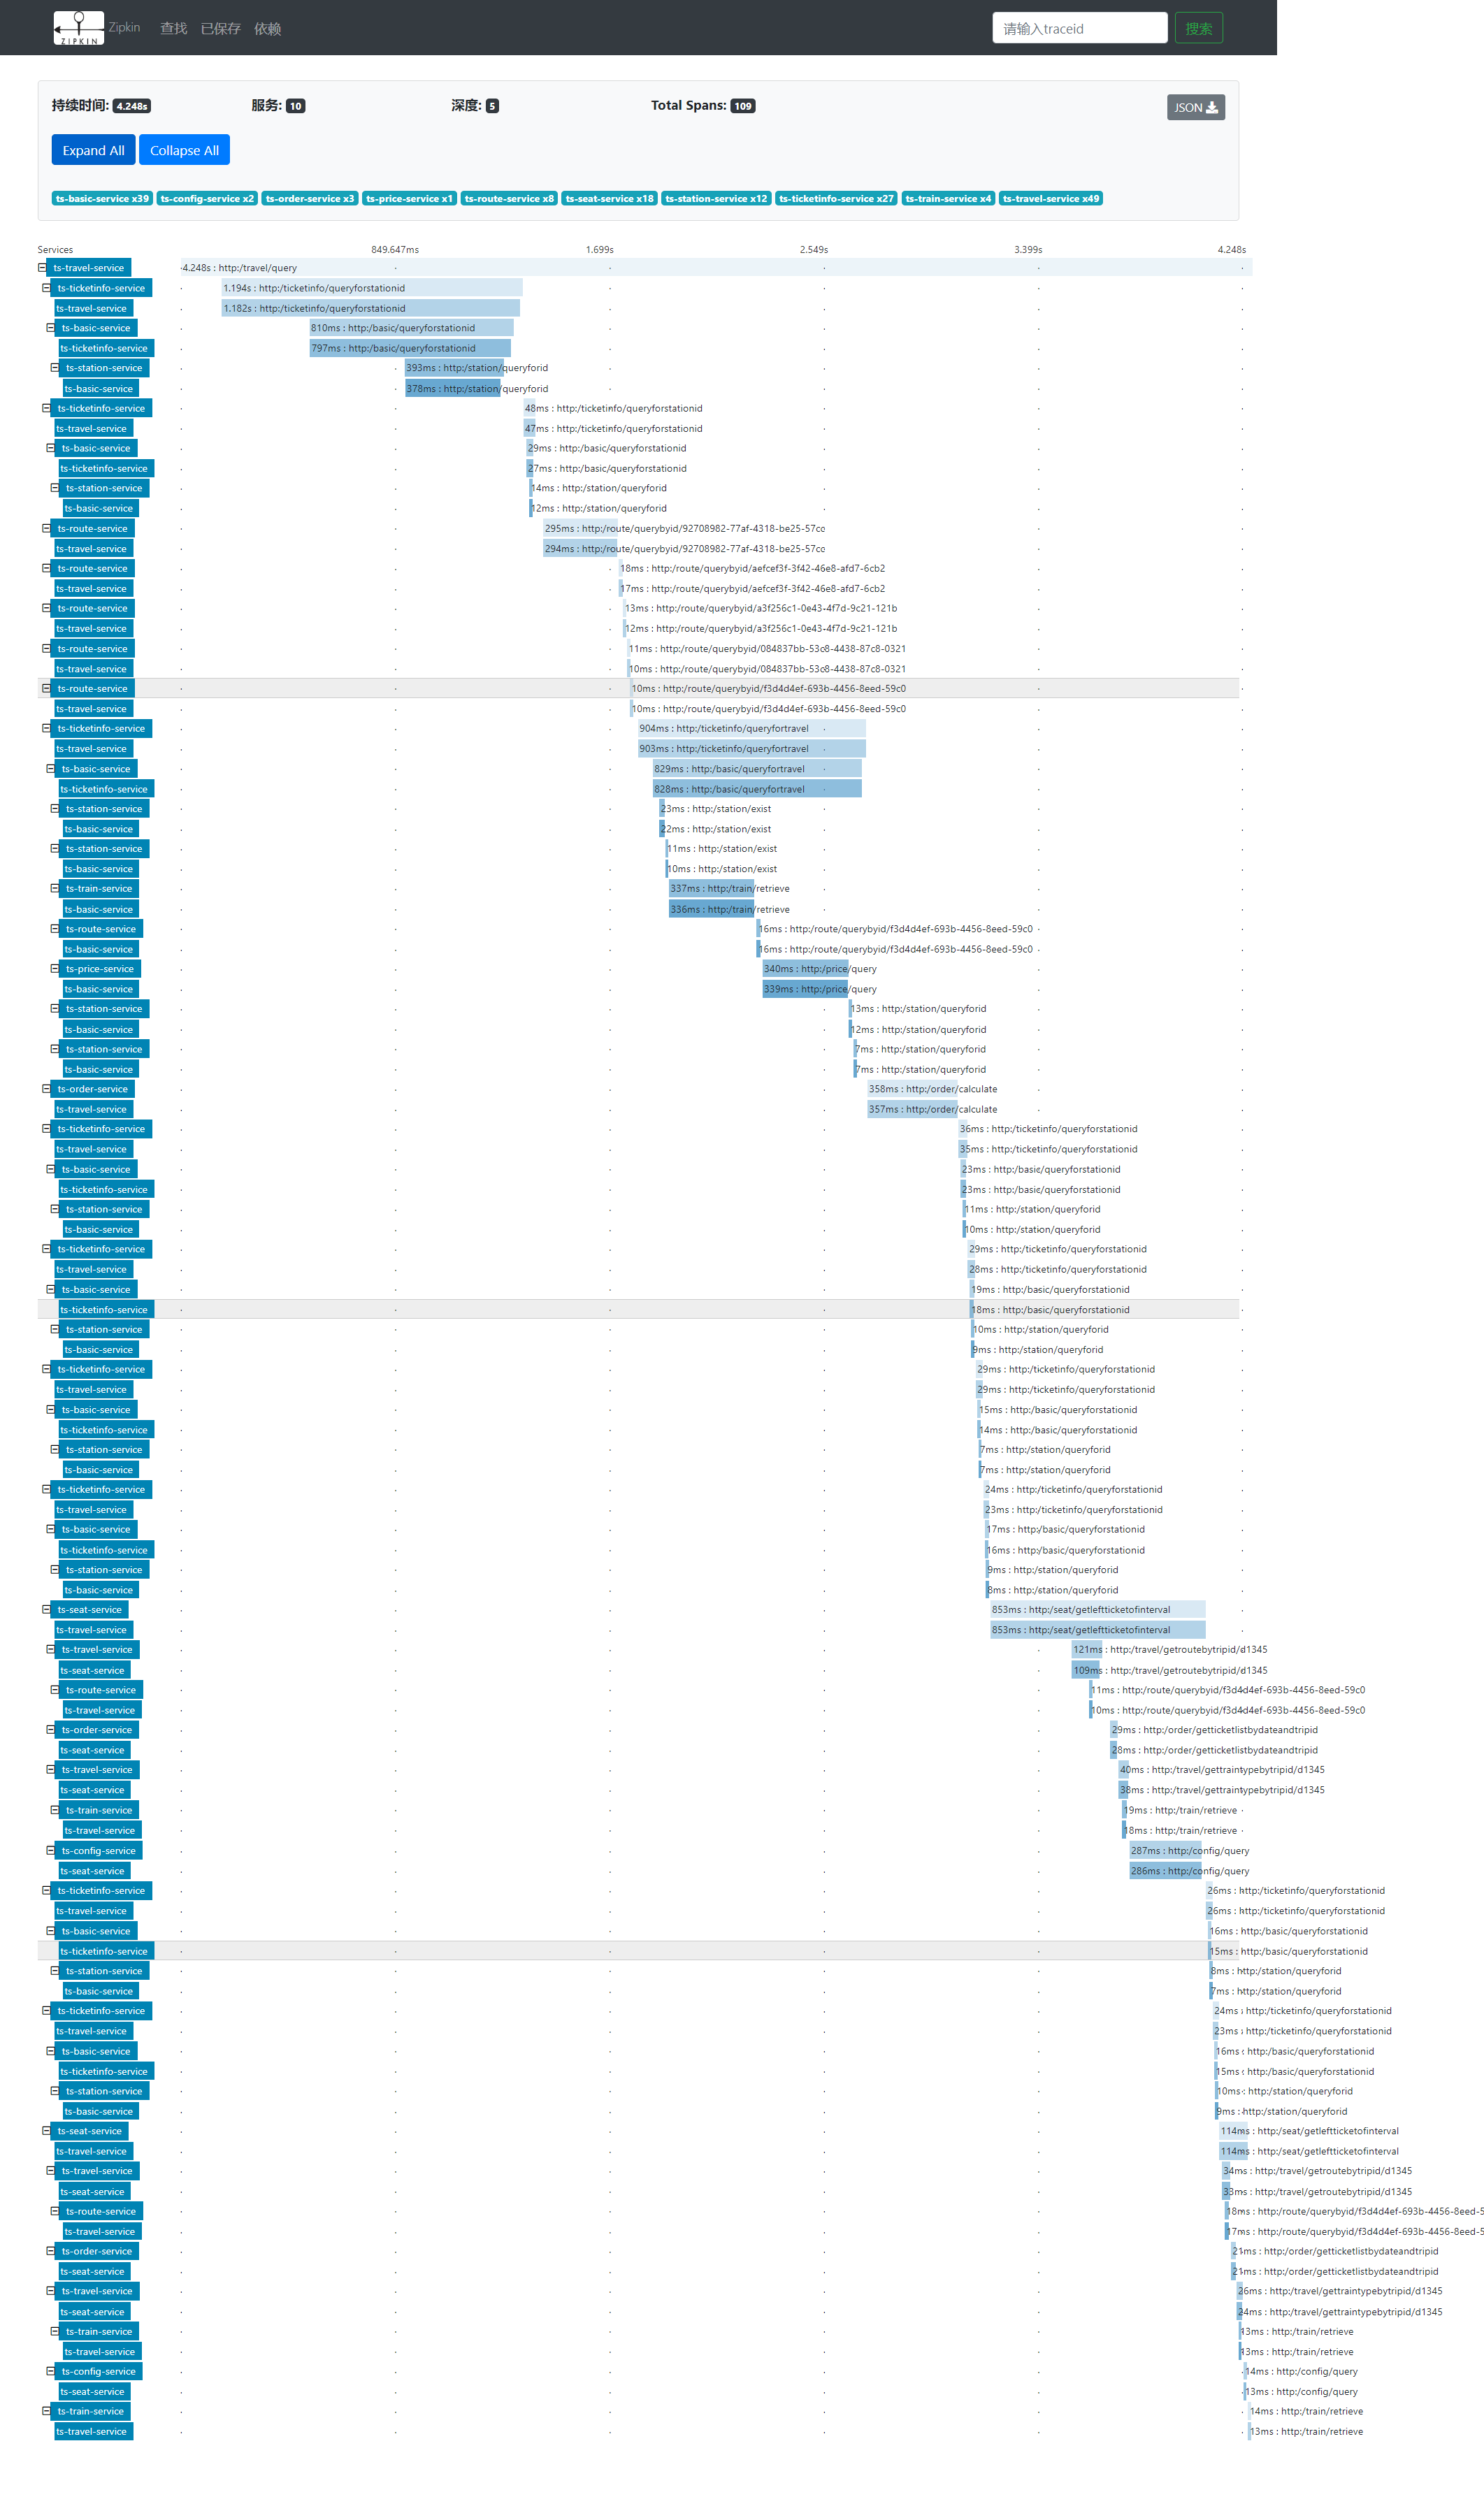 ZIPKIN Zipkin 查找 已保存 依赖 请输入traceid 搜索
持续时间: 4.248s 服务: 10 深度: 5 Total Spans: 109 JSON
Expand All Collapse All
ts-basic-service x39 ts-config-service x2 ts-order-service x3 ts-price-service x1 ts-route-service x8 ts-seat-service x18 ts-station-service x12 ts-ticketinfo-service x27 ts-train-service x4 ts-travel-service x49
Services 849.647ms 1.699s 2.549s 3.399s 4.248s
ts-travel-service 4.248s : http:/travel/query
ts-ticketinfo-service 1.194s : http:/ticketinfo/queryforstationid
ts-travel-service 1.182s : http:/ticketinfo/queryforstationid
ts-basic-service 810ms : http:/basic/queryforstationid
ts-ticketinfo-service 797ms : http:/basic/queryforstationid
ts-station-service 393ms : http:/station/queryforid
ts-basic-service 378ms : http:/station/queryforid
ts-ticketinfo-service 48ms : http:/ticketinfo/queryforstationid
ts-travel-service 47ms : http:/ticketinfo/queryforstationid
ts-basic-service 29ms : http:/basic/queryforstationid
ts-ticketinfo-service 27ms : http:/basic/queryforstationid
ts-station-service 14ms : http:/station/queryforid
ts-basic-service 12ms : http:/station/queryforid
ts-route-service 295ms : http:/route/querybyid/92708982-77af-4318-be25-57cc
ts-travel-service 294ms : http:/route/querybyid/92708982-77af-4318-be25-57cc
ts-route-service 18ms : http:/route/querybyid/aefcef3f-3f42-46e8-afd7-6cb2
ts-travel-service 17ms : http:/route/querybyid/aefcef3f-3f42-46e8-afd7-6cb2
ts-route-service 13ms : http:/route/querybyid/a3f256c1-0e43-4f7d-9c21-121b
ts-travel-service 12ms : http:/route/querybyid/a3f256c1-0e43-4f7d-9c21-121b
ts-route-service 11ms : http:/route/querybyid/084837bb-53c8-4438-87c8-0321
ts-travel-service 10ms : http:/route/querybyid/084837bb-53c8-4438-87c8-0321
ts-route-service 10ms : http:/route/querybyid/f3d4d4ef-693b-4456-8eed-59c0
ts-travel-service 10ms : http:/route/querybyid/f3d4d4ef-693b-4456-8eed-59c0
ts-ticketinfo-service 904ms : http:/ticketinfo/queryfortravel
ts-travel-service 903ms : http:/ticketinfo/queryfortravel
ts-basic-service 829ms : http:/basic/queryfortravel
ts-ticketinfo-service 828ms : http:/basic/queryfortravel
ts-station-service 23ms : http:/station/exist
ts-basic-service 22ms : http:/station/exist
ts-station-service 11ms : http:/station/exist
ts-basic-service 10ms : http:/station/exist
ts-train-service 337ms : http:/train/retrieve
ts-basic-service 336ms : http:/train/retrieve
ts-route-service 16ms : http:/route/querybyid/f3d4d4ef-693b-4456-8eed-59c0
ts-basic-service 16ms : http:/route/querybyid/f3d4d4ef-693b-4456-8eed-59c0
ts-price-service 340ms : http:/price/query
ts-basic-service 339ms : http:/price/query
ts-station-service 13ms : http:/station/queryforid
ts-basic-service 12ms : http:/station/queryforid
ts-station-service 7ms : http:/station/queryforid
ts-basic-service 7ms : http:/station/queryforid
ts-order-service 358ms : http:/order/calculate
ts-travel-service 357ms : http:/order/calculate
ts-ticketinfo-service 36ms : http:/ticketinfo/queryforstationid
ts-travel-service 35ms : http:/ticketinfo/queryforstationid
ts-basic-service 23ms : http:/basic/queryforstationid
ts-ticketinfo-service 23ms : http:/basic/queryforstationid
ts-station-service 11ms : http:/station/queryforid
ts-basic-service 10ms : http:/station/queryforid
ts-ticketinfo-service 29ms : http:/ticketinfo/queryforstationid
ts-travel-service 28ms : http:/ticketinfo/queryforstationid
ts-basic-service 19ms : http:/basic/queryforstationid
ts-ticketinfo-service 18ms : http:/basic/queryforstationid
ts-station-service 10ms : http:/station/queryforid
ts-basic-service 9ms : http:/station/queryforid
ts-ticketinfo-service 29ms : http:/ticketinfo/queryforstationid
ts-travel-service 29ms : http:/ticketinfo/queryforstationid
ts-basic-service 15ms : http:/basic/queryforstationid
ts-ticketinfo-service 14ms : http:/basic/queryforstationid
ts-station-service 7ms : http:/station/queryforid
ts-basic-service 7ms : http:/station/queryforid
ts-ticketinfo-service 24ms : http:/ticketinfo/queryforstationid
ts-travel-service 23ms : http:/ticketinfo/queryforstationid
ts-basic-service 17ms : http:/basic/queryforstationid
ts-ticketinfo-service 16ms : http:/basic/queryforstationid
ts-station-service 9ms : http:/station/queryforid
ts-basic-service 8ms : http:/station/queryforid
ts-seat-service 853ms : http:/seat/getleftticketofinterval
ts-travel-service 853ms : http:/seat/getleftticketofinterval
ts-travel-service 121ms : http:/travel/getroutebytripid/d1345
ts-seat-service 109ms : http:/travel/getroutebytripid/d1345
ts-route-service 11ms : http:/route/querybyid/f3d4d4ef-693b-4456-8eed-59c0
ts-travel-service 10ms : http:/route/querybyid/f3d4d4ef-693b-4456-8eed-59c0
ts-order-service 29ms : http:/order/getticketlistbydateandtripid
ts-seat-service 28ms : http:/order/getticketlistbydateandtripid
ts-travel-service 40ms : http:/travel/gettraintypebytripid/d1345
ts-seat-service 38ms : http:/travel/gettraintypebytripid/d1345
ts-train-service 19ms : http:/train/retrieve
ts-travel-service 18ms : http:/train/retrieve
ts-config-service 287ms : http:/config/query
ts-seat-service 286ms : http:/config/query
ts-ticketinfo-service 26ms : http:/ticketinfo/queryforstationid
ts-travel-service 26ms : http:/ticketinfo/queryforstationid
ts-basic-service 16ms : http:/basic/queryforstationid
ts-ticketinfo-service 15ms : http:/basic/queryforstationid
ts-station-service 8ms : http:/station/queryforid
ts-basic-service 7ms : http:/station/queryforid
ts-ticketinfo-service 24ms : http:/ticketinfo/queryforstationid
ts-travel-service 23ms : http:/ticketinfo/queryforstationid
ts-basic-service 16ms : http:/basic/queryforstationid
ts-ticketinfo-service 15ms : http:/basic/queryforstationid
ts-station-service 10ms : http:/station/queryforid
ts-basic-service 9ms : http:/station/queryforid
ts-seat-service 114ms : http:/seat/getleftticketofinterval
ts-travel-service 114ms : http:/seat/getleftticketofinterval
ts-travel-service 34ms : http:/travel/getroutebytripid/d1345
ts-seat-service 33ms : http:/travel/getroutebytripid/d1345
ts-route-service 18ms : http:/route/querybyid/f3d4d4ef-693b-4456-8eed-5
ts-travel-service 17ms : http:/route/querybyid/f3d4d4ef-693b-4456-8eed-5
ts-order-service 21ms : http:/order/getticketlistbydateandtripid
ts-seat-service 21ms : http:/order/getticketlistbydateandtripid
ts-travel-service 26ms : http:/travel/gettraintypebytripid/d1345
ts-seat-service 24ms : http:/travel/gettraintypebytripid/d1345
ts-train-service 13ms : http:/train/retrieve
ts-travel-service 13ms : http:/train/retrieve
ts-config-service 14ms : http:/config/query
ts-seat-service 13ms : http:/config/query
ts-train-service 14ms : http:/train/retrieve
ts-travel-service 13ms : http:/train/retrieve